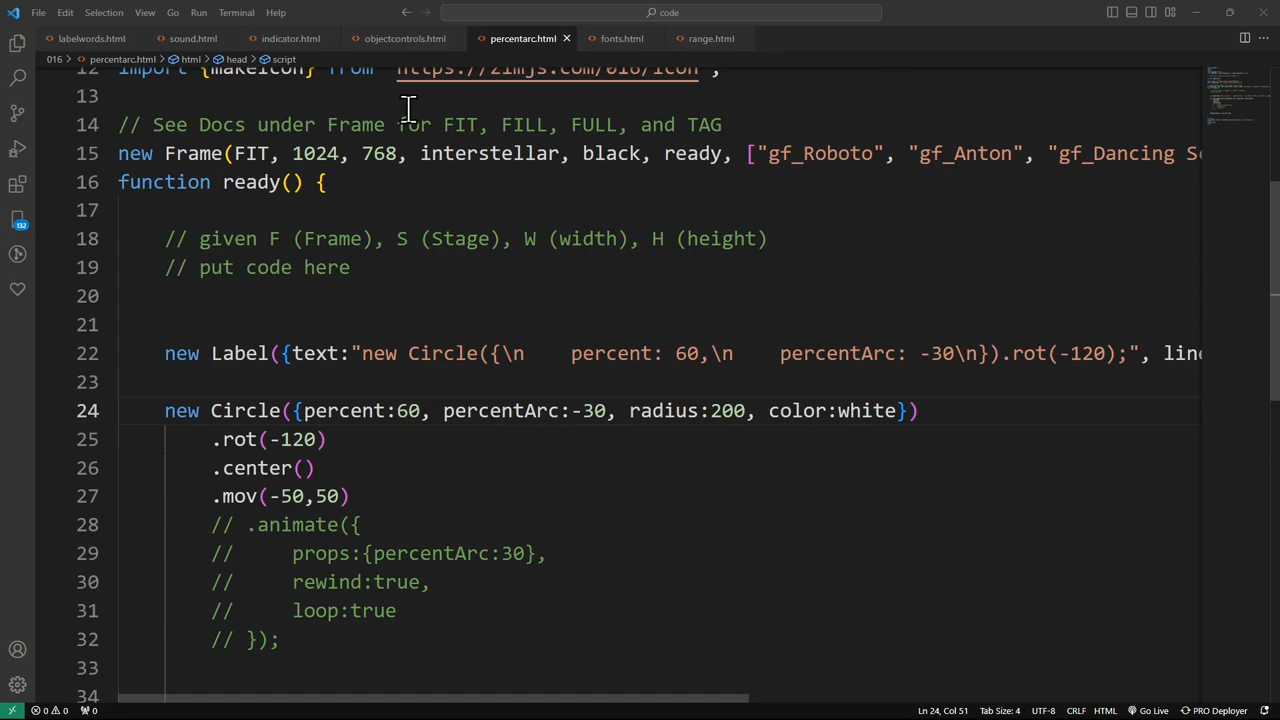 File Edit Selection View Go Run Terminal Help
code
labelwords.html sound.html indicator.html objectcontrols.html percentarc.html fonts.html range.html
016 > percentarc.html > html > head > script
12 import {makeIcon} from "https://zimjs.com/016/icon";
13
14 // See Docs under Frame for FIT, FILL, FULL, and TAG
15 new Frame(FIT, 1024, 768, interstellar, black, ready, ["gf_Roboto", "gf_Anton", "gf_Dancing Sc
16 function ready() {
17
18 // given F (Frame), S (Stage), W (width), H (height)
19 // put code here
20
21
22 new Label({text:"new Circle({\n    percent: 60,\n    percentArc: -30\n}).rot(-120);", line
23
24 new Circle({percent:60, percentArc:-30, radius:200, color:white})
25 .rot(-120)
26 .center()
27 .mov(-50,50)
28 // .animate({
29 //     props:{percentArc:30},
30 //     rewind:true,
31 //     loop:true
32 // });
33
34
132
0 0 0 Ln 24, Col 51 Tab Size: 4 UTF-8 CRLF HTML Go Live PRO Deployer